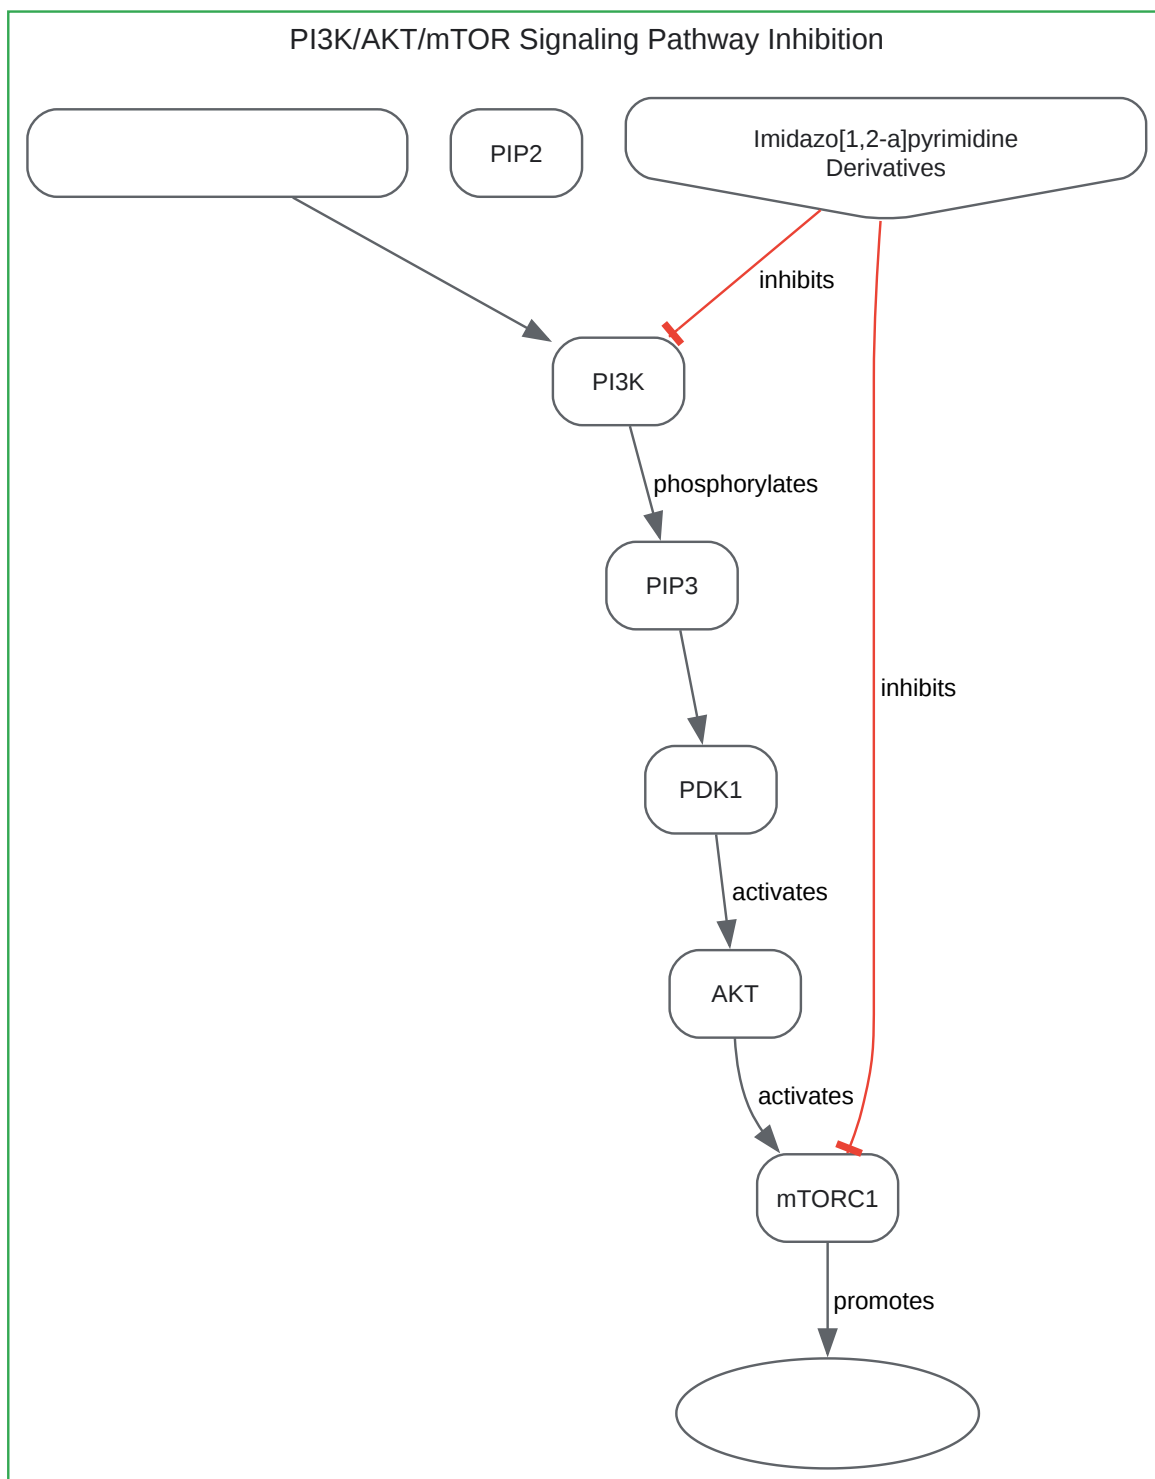 PI3K/AKT/mTOR Signaling Pathway Inhibition
PIP2
Imidazo[1,2-a]pyrimidine
Derivatives
inhibits
PI3K
phosphorylates
PIP3
inhibits
PDK1
activates
AKT
activates
mTORC1
promotes